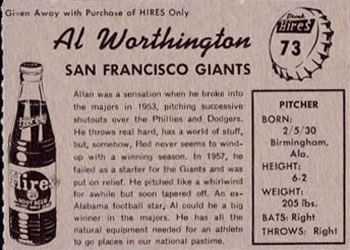 Given Away with Purchase of HIRES Only
Al Worthington
SAN FRANCISCO GIANTS
Drink
Hires
73
Allan was a sensation when he broke into
the majors in 1953, pitching successive
shutouts over the Phillies and Dodgers.
He throws real hard, has a world of stuff,
but, somehow, Red never seems to wind-
up with a winning season. In 1957, he
failed as a starter for the Giants and was
put on relief. He pitched like a whirlwind
for awhile but soon tapered off. An ex-
Alabama football star, Al could be a big
winner in the majors. He has all the
natural equipment needed for an athlete
to go places in our national pastime.
Hires
ROOT BEER
PITCHER
BORN:
2/5/30
Birmingham,
Ala.
HEIGHT:
6-2
WEIGHT:
205 lbs.
BATS: Right
THROWS: Right